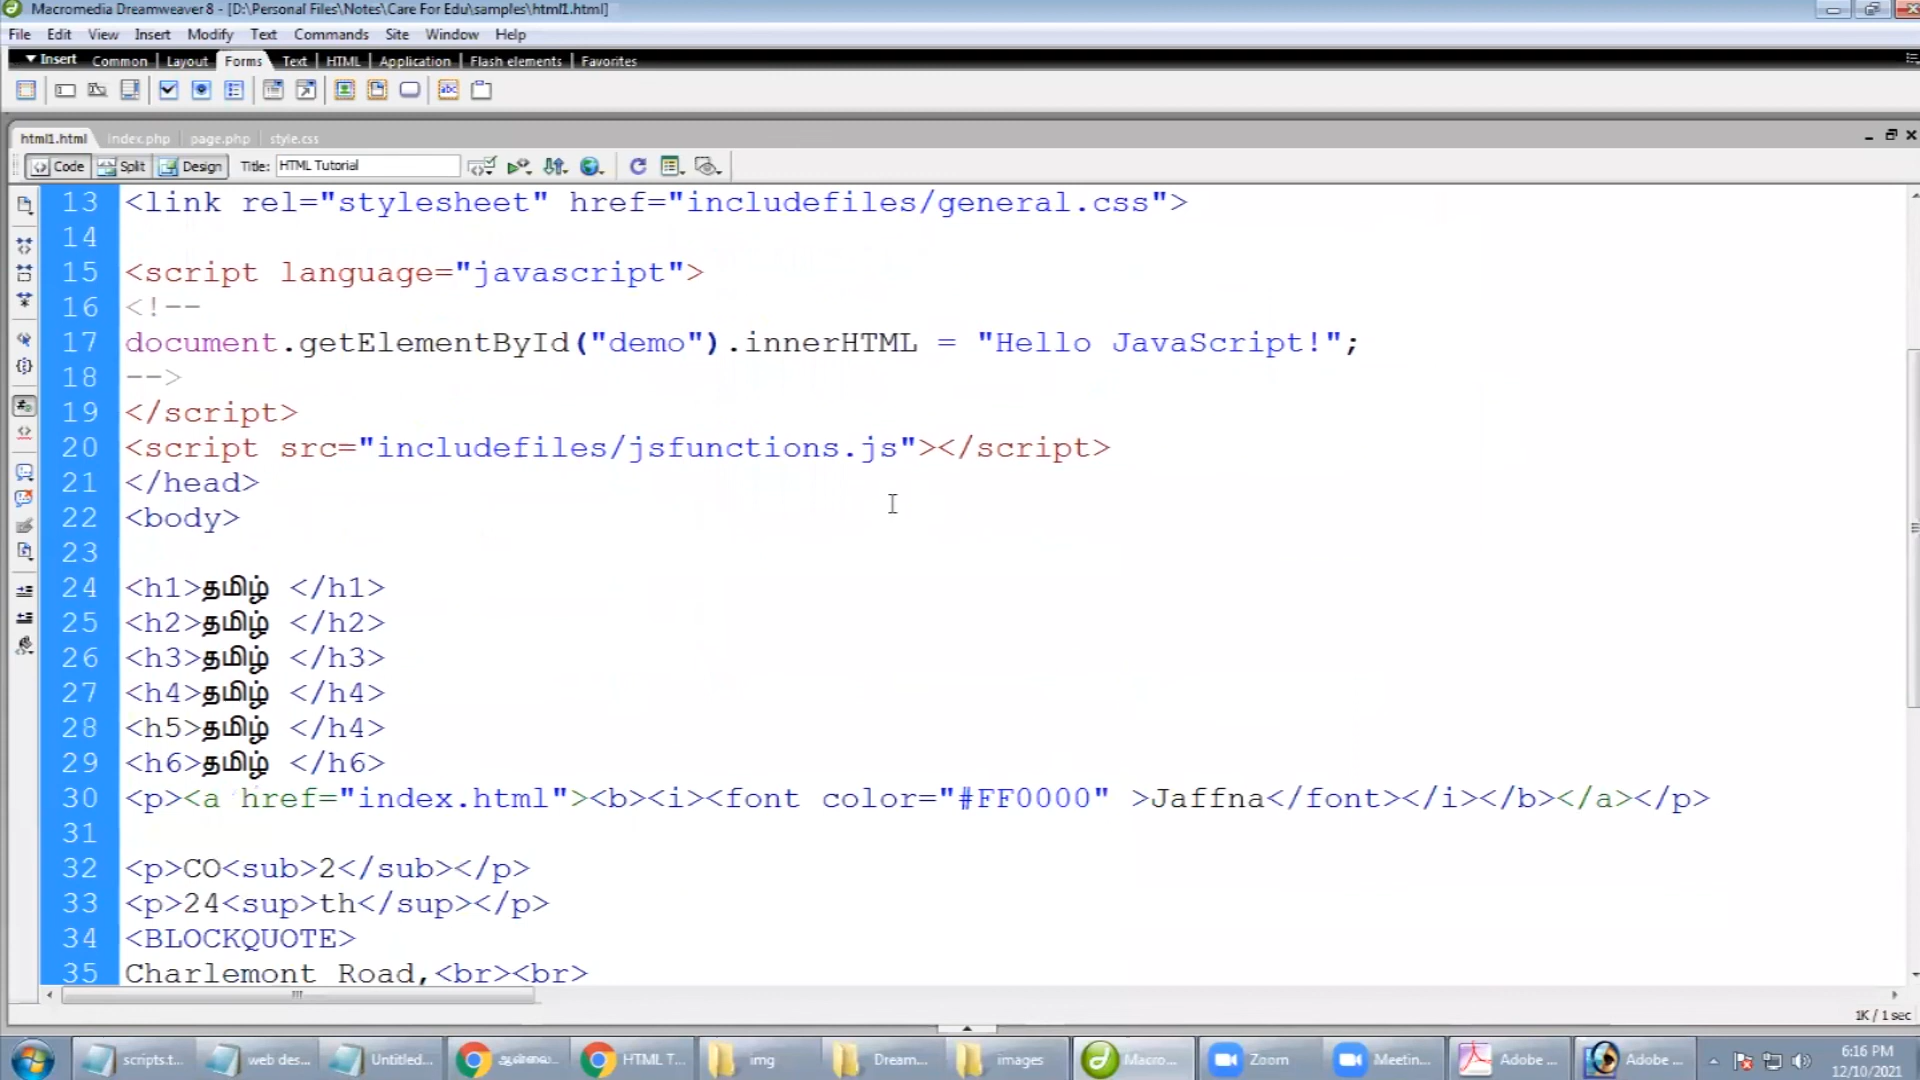 Macromedia Dreamweaver 8 - [D:\Personal Files\Notes\Care For Edu\samples\html1.html]
File Edit View Insert Modify Text Commands Site Window Help
Insert Common Layout Forms Text HTML Application Flash elements Favorites
html1.html index.php page.php style.css
Code Split Design Title: HTML Tutorial
13 <link rel="stylesheet" href="includefiles/general.css">
14
15 <script language="javascript">
16 <!--
17 document.getElementById("demo").innerHTML = "Hello JavaScript!";
18 -->
19 </script>
20 <script src="includefiles/jsfunctions.js"></script>
21 </head>
22 <body>
23
24 <h1>தமிழ் </h1>
25 <h2>தமிழ் </h2>
26 <h3>தமிழ் </h3>
27 <h4>தமிழ் </h4>
28 <h5>தமிழ் </h4>
29 <h6>தமிழ் </h6>
30 <p><a href="index.html"><b><i><font color="#FF0000" >Jaffna</font></i></b></a></p>
31
32 <p>CO<sub>2</sub></p>
33 <p>24<sup>th</sup></p>
34 <BLOCKQUOTE>
35 Charlemont Road,<br><br>
1K / 1 sec
scripts.t... web des... Untitled... HTML T... img Dream... images Macro... Zoom Meetin... Adobe ... Adobe ...
6:16 PM
12/10/2021